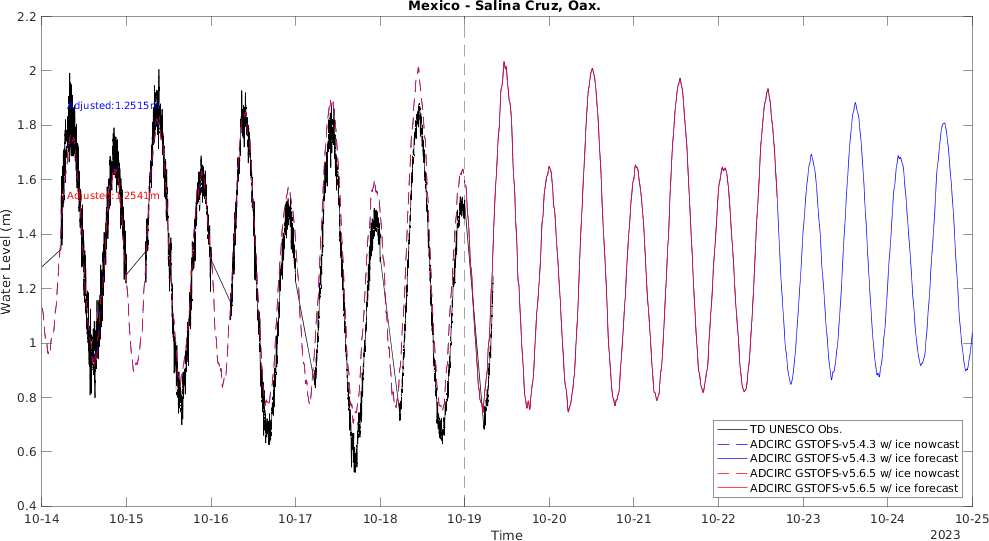 Mexico - Salina Cruz, Oax.
2.2
2
1.8
1.6
1.4
1.2
1
0.8
0.6
0.4
Water Level (m)
Adjusted:1.2515m
Adjusted:1.2541m
TD UNESCO Obs.
ADCIRC GSTOFS-v5.4.3 w/ ice nowcast
ADCIRC GSTOFS-v5.4.3 w/ ice forecast
ADCIRC GSTOFS-v5.6.5 w/ ice nowcast
ADCIRC GSTOFS-v5.6.5 w/ ice forecast
10-14 10-15 10-16 10-17 10-18 10-19 10-20 10-21 10-22 10-23 10-24 10-25
Time
2023